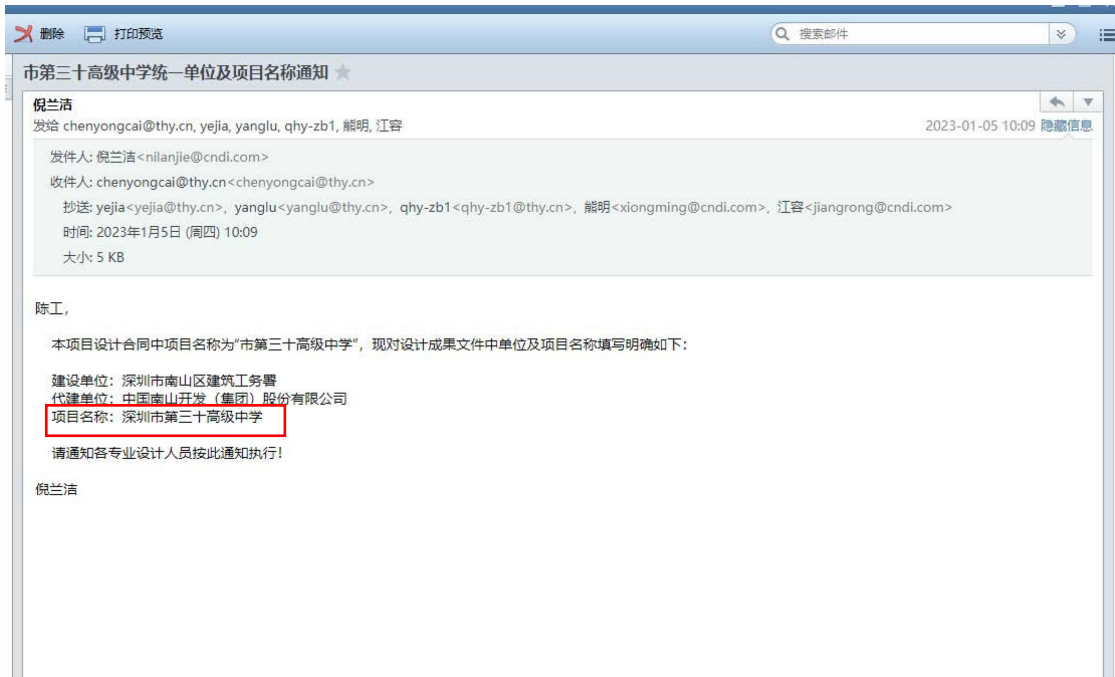 删除 打印预览 搜索邮件
市第三十高级中学统一单位及项目名称通知
倪兰洁
发给 chenyongcai@thy.cn, yejia, yanglu, qhy-zb1, 熊明, 江容 2023-01-05 10:09 隐藏信息
发件人: 倪兰洁<nilanjie@cndi.com>
收件人: chenyongcai@thy.cn<chenyongcai@thy.cn>
抄送: yejia<yejia@thy.cn>, yanglu<yanglu@thy.cn>, qhy-zb1<qhy-zb1@thy.cn>, 熊明<xiongming@cndi.com>, 江容<jiangrong@cndi.com>
时间: 2023年1月5日 (周四) 10:09
大小: 5 KB
陈工，
本项目设计合同中项目名称为“市第三十高级中学”，现对设计成果文件中单位及项目名称填写明确如下：
建设单位：深圳市南山区建筑工务署
代建单位：中国南山开发（集团）股份有限公司
项目名称：深圳市第三十高级中学
请通知各专业设计人员按此通知执行！
倪兰洁